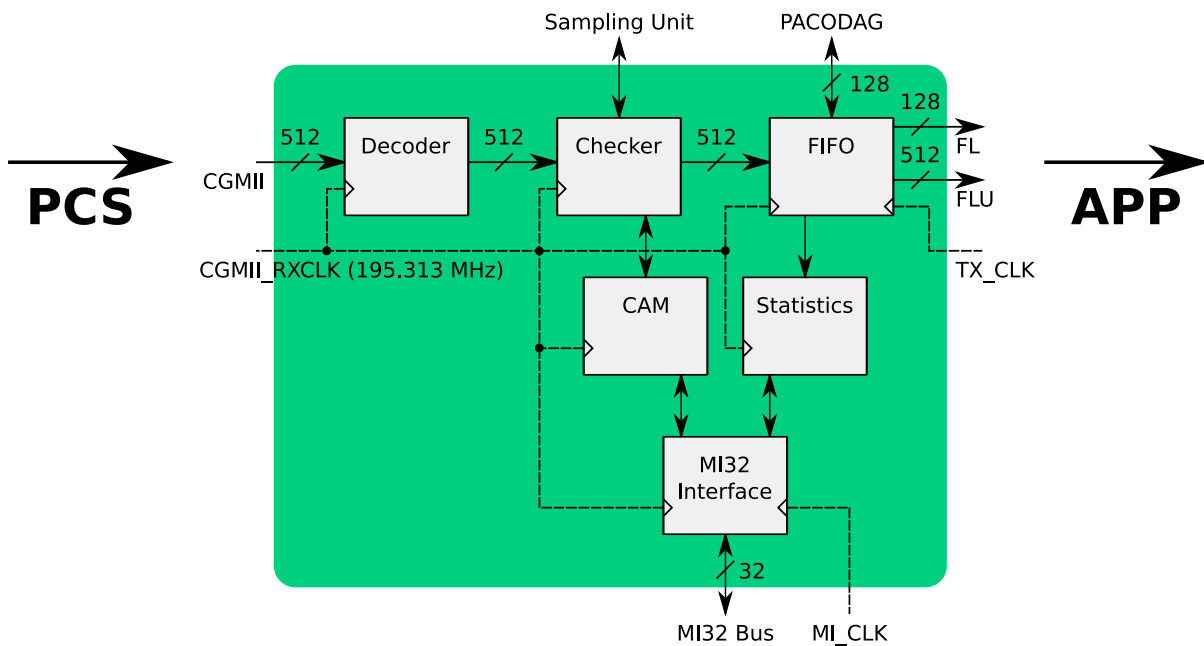 Sampling Unit
PACODAG
128
128
512
Decoder
512
Checker
512
FIFO
FL
512
CGMII
FLU
PCS
APP
CGMII_RXCLK (195.313 MHz)
TX_CLK
CAM
Statistics
MI32
Interface
32
MI32 Bus
MI_CLK